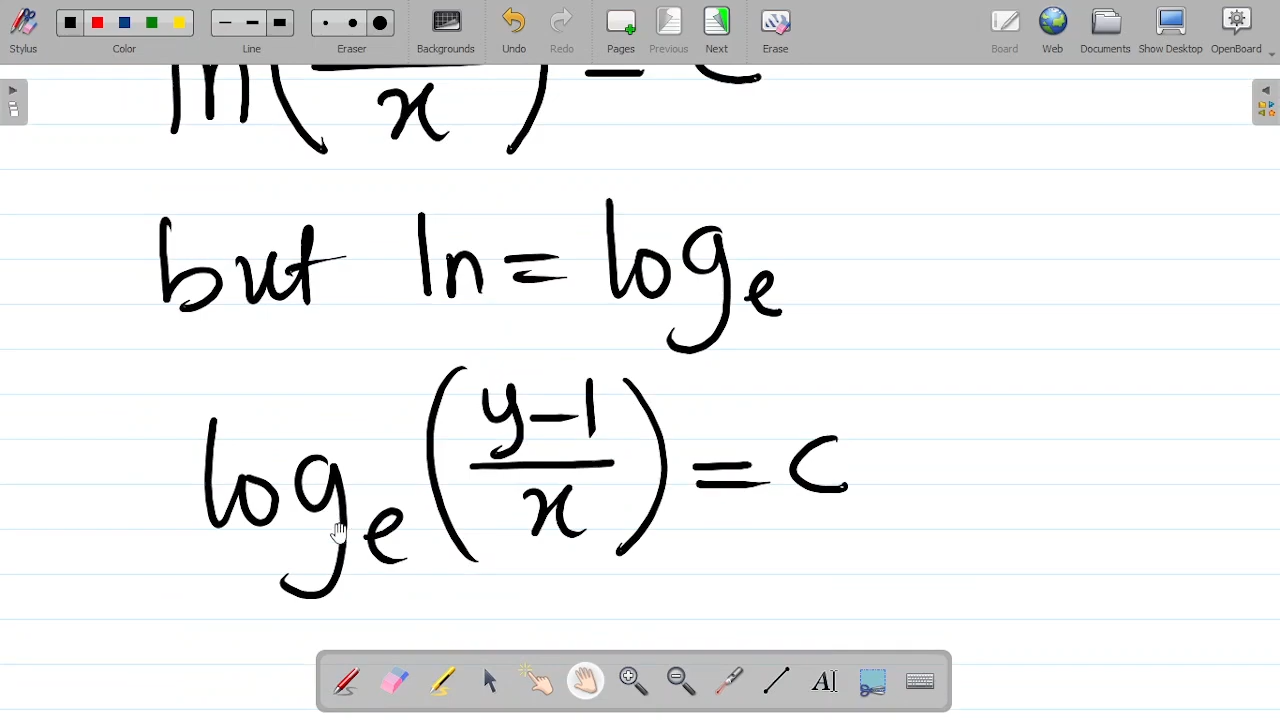 Stylus Color Line Eraser Backgrounds Undo Redo Pages Previous Next Erase Board Web Documents Show Desktop OpenBoard
ln(—/x) = c
but ln = log_e
log_e((y-1)/x) = c